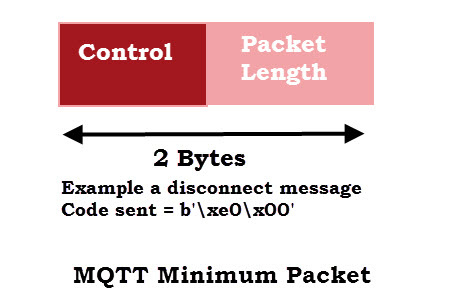 Control
Packet
Length
2 Bytes
Example a disconnect message
Code sent = b'\xe0\x00'
MQTT Minimum Packet